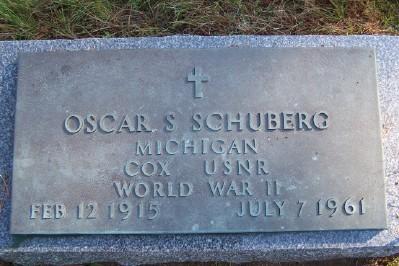 OSCAR S SCHUBERG
MICHIGAN
COX USNR
WORLD WAR II
FEB 12 1915 JULY 7 1961